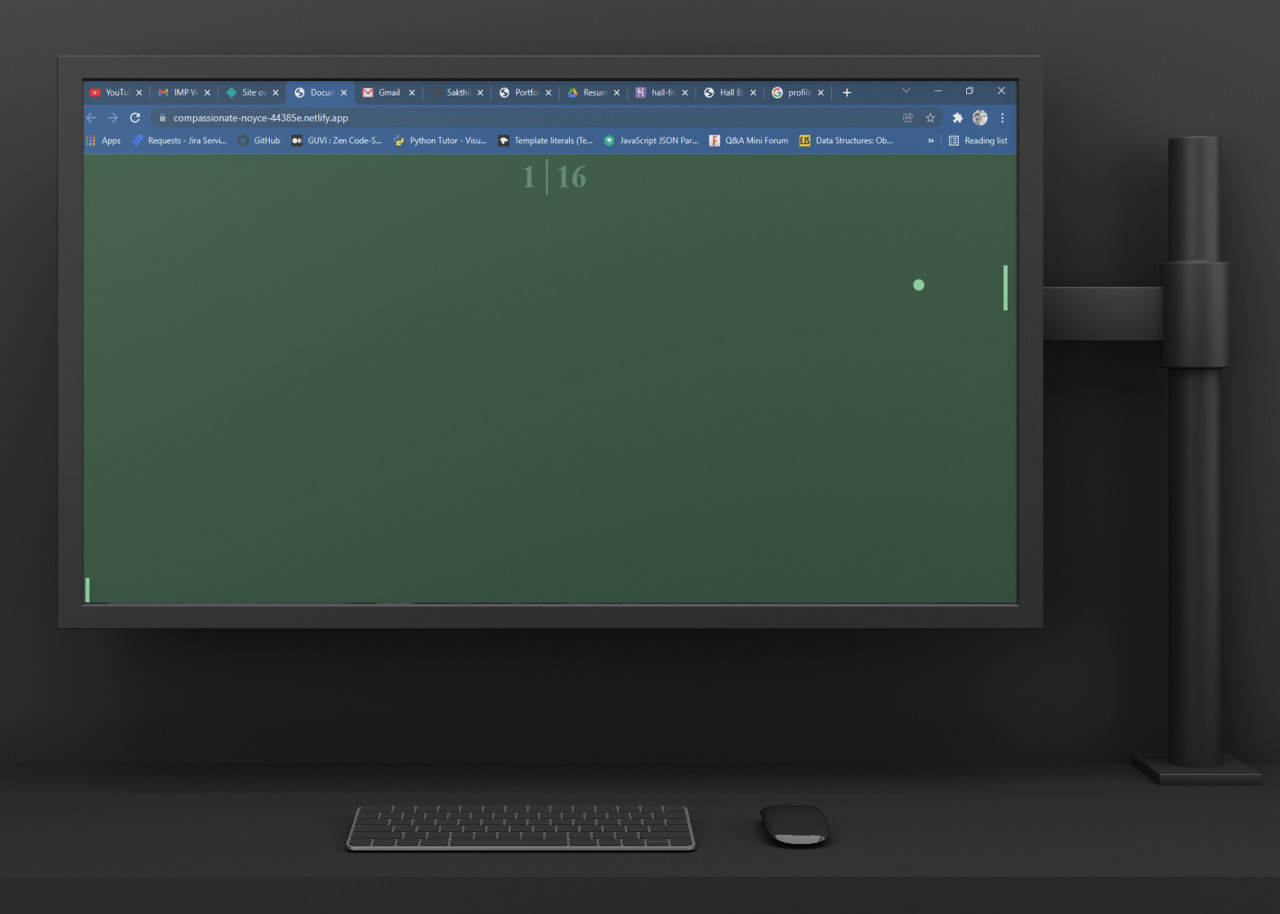 YouTu IMP W Site o Docum Gmail Sakthi Portfo Resum hall-fr Hall Bo profile
compassionate-noyce-44385e.netlify.app
Apps Requests - Jira Servi... GitHub GUVI : Zen Code-S... Python Tutor - Visu... Template literals (Te... JavaScript JSON Par... Q&A Mini Forum Data Structures: Ob... » Reading list
1 | 16